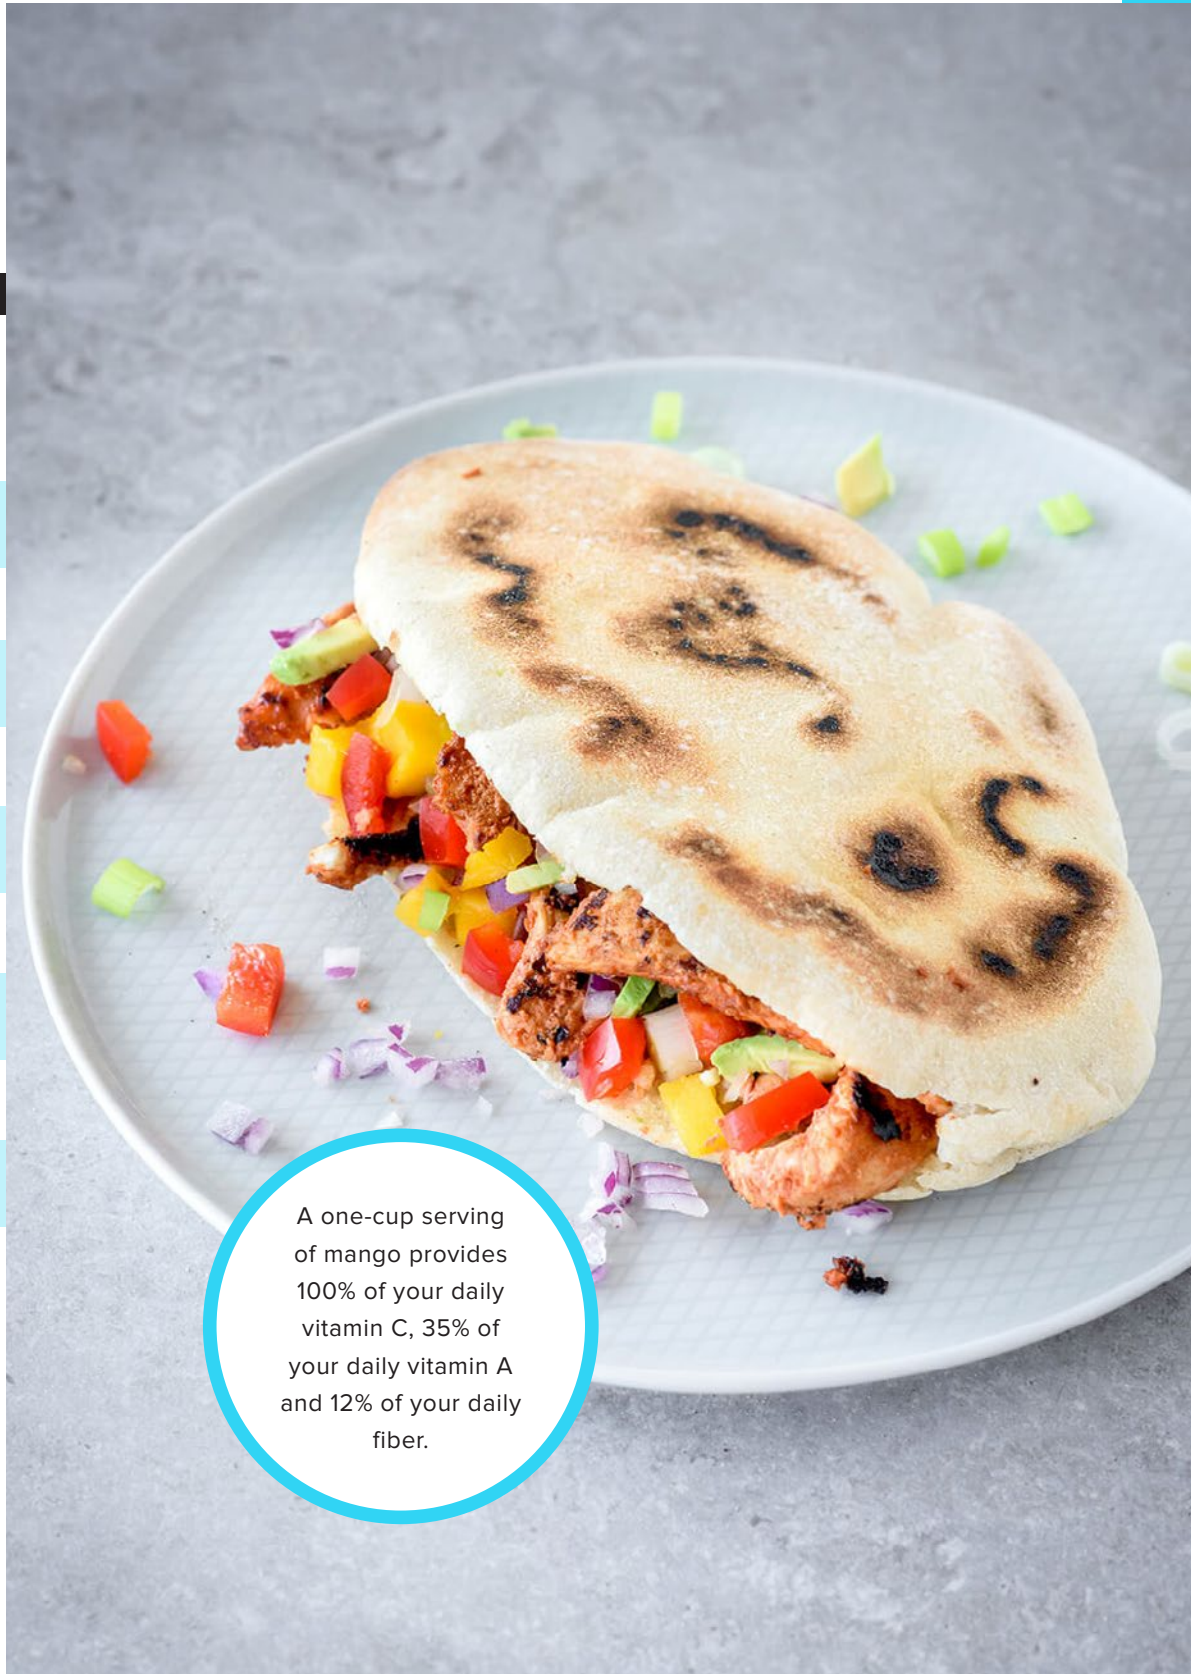 A one-cup serving
of mango provides
100% of your daily
vitamin C, 35% of
your daily vitamin A
and 12% of your daily
fiber.